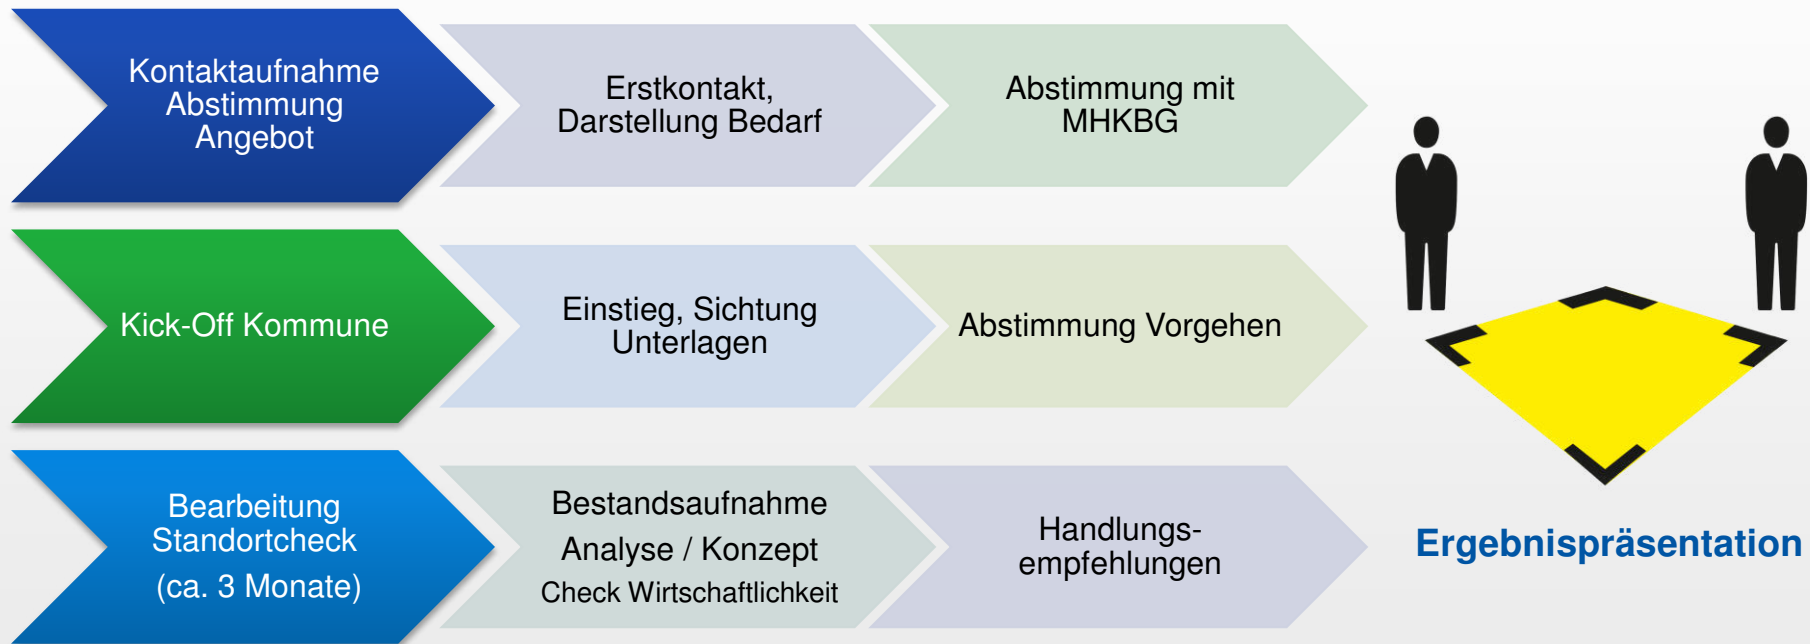 Kontaktaufnahme
Abstimmung
Angebot
Erstkontakt,
Darstellung Bedarf
Abstimmung mit
MHKBG
Kick-Off Kommune
Einstieg, Sichtung
Unterlagen
Abstimmung Vorgehen
Bearbeitung
Standortcheck
(ca. 3 Monate)
Bestandsaufnahme
Analyse / Konzept
Check Wirtschaftlichkeit
Handlungs-
empfehlungen
Ergebnispräsentation